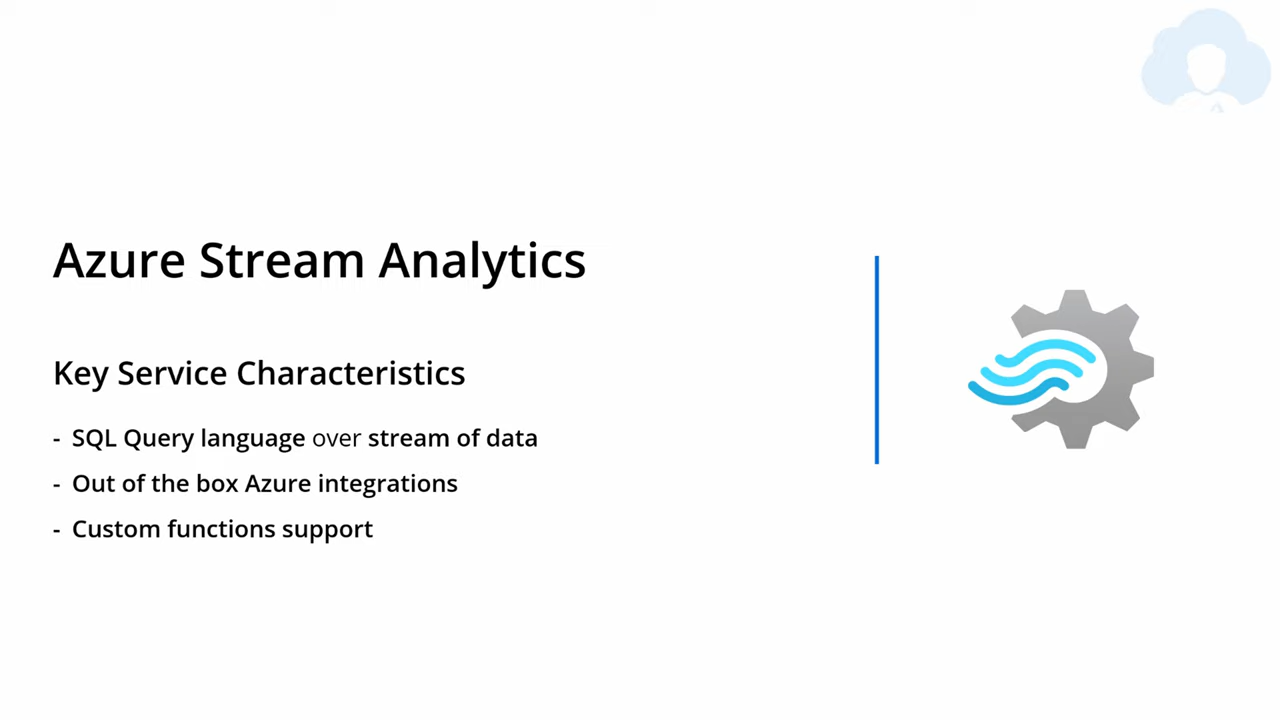 Azure Stream Analytics
Key Service Characteristics
- SQL Query language over stream of data
- Out of the box Azure integrations
- Custom functions support